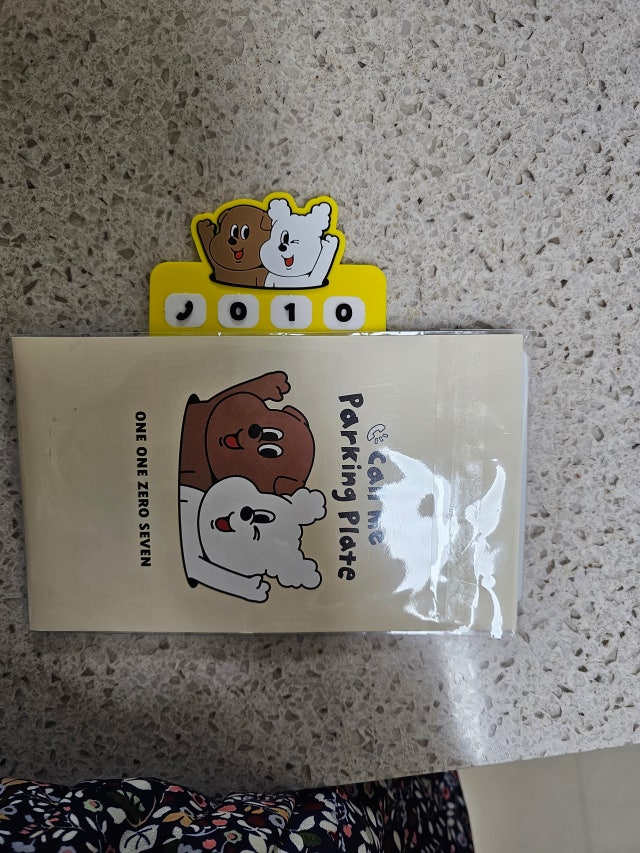 010
Call me
Parking Plate
ONE ONE ZERO SEVEN